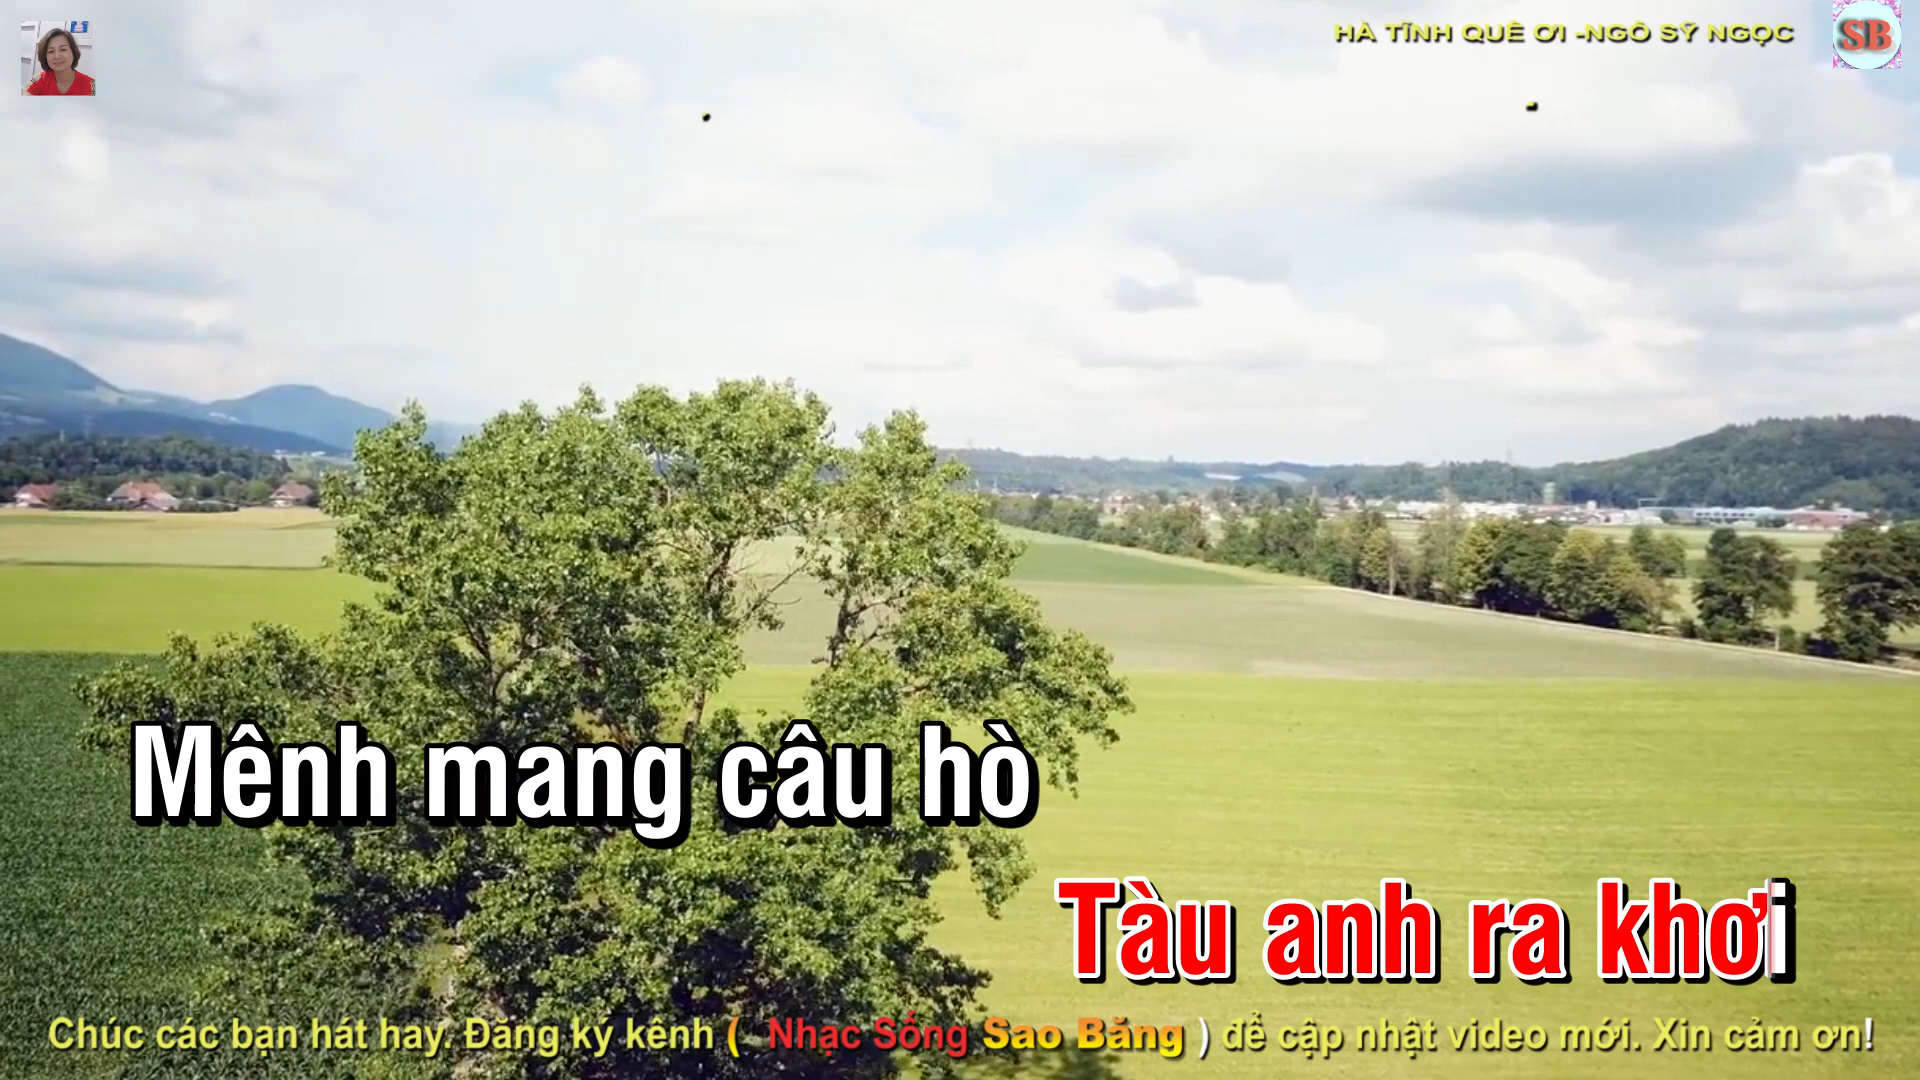 HÀ TĨNH QUÊ ƠI -NGÔ SỸ NGỌC
SB
Mênh mang câu hò
Tàu anh ra khơi
Chúc các bạn hát hay. Đăng ký kênh ( Nhạc Sống Sao Băng ) để cập nhật video mới. Xin cảm ơn!